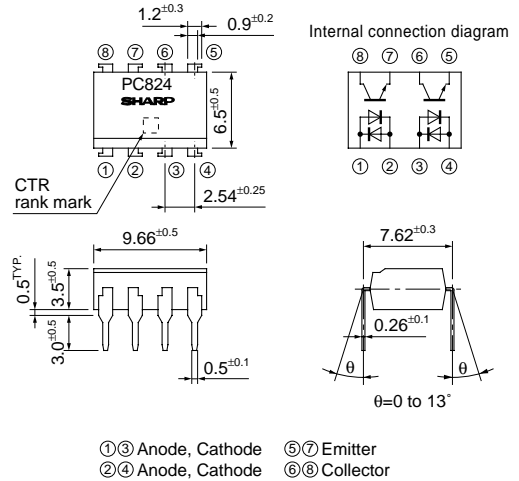 1.2±0.3
0.9±0.2
Internal connection diagram
⑧ ⑦ ⑥ ⑤
⑧ ⑦ ⑥ ⑤
PC824
SHARP
6.5±0.5
① ② ③ ④
① ② ③ ④
CTR
rank mark
2.54±0.25
9.66±0.5
7.62±0.3
0.5TYP.
3.5±0.5
3.0±0.5
0.5±0.1
0.26±0.1
θ θ
θ=0 to 13˚
①③ Anode, Cathode ⑤⑦ Emitter
②④ Anode, Cathode ⑥⑧ Collector